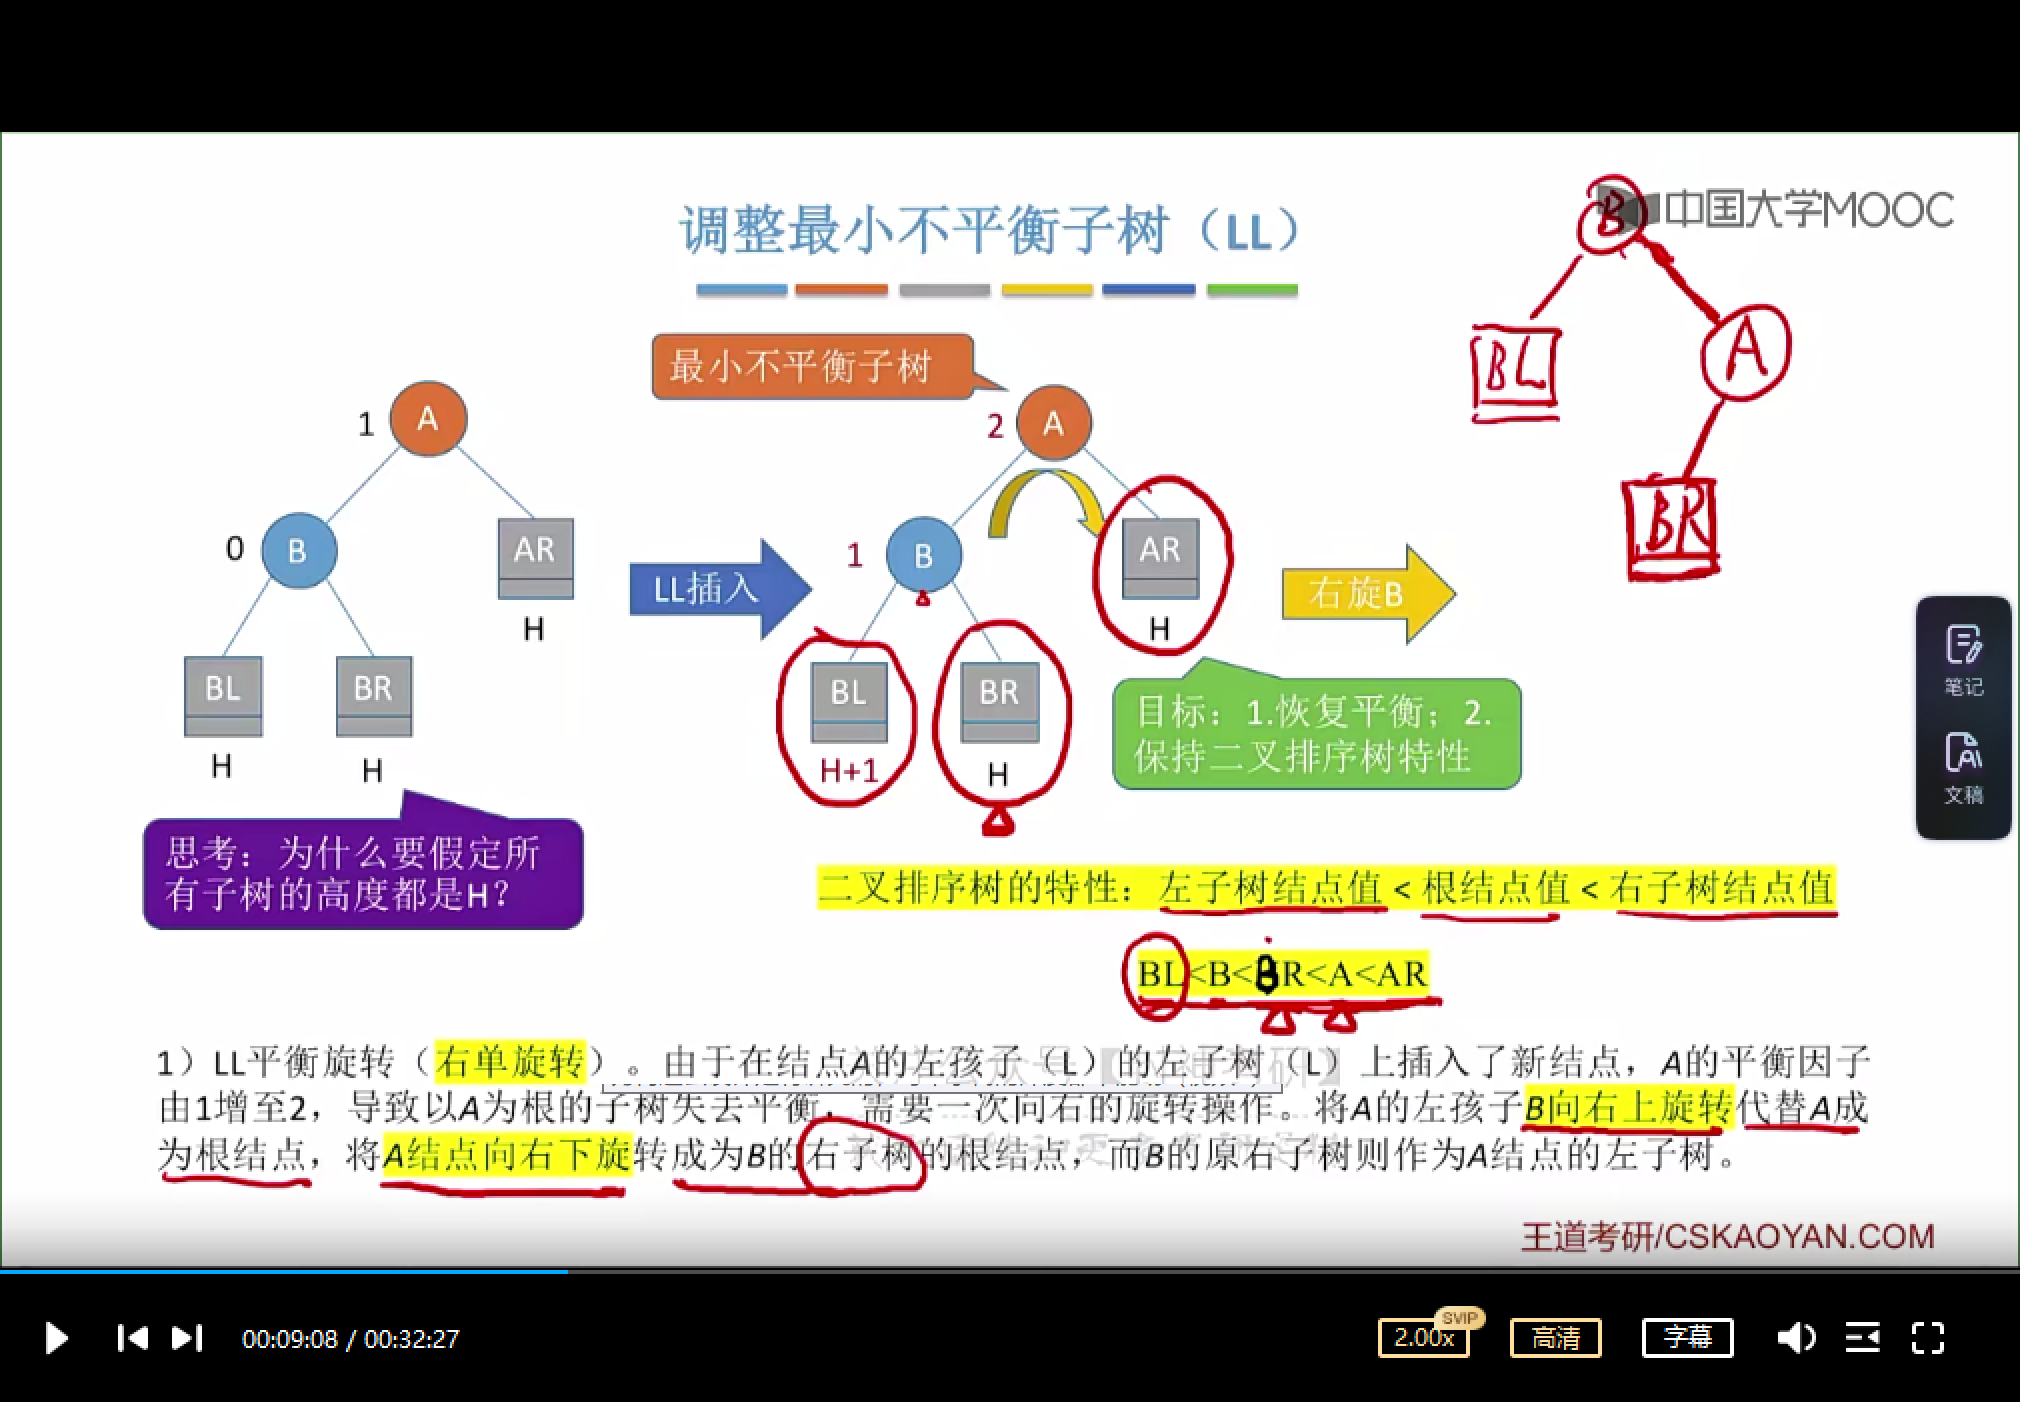 中国大学MOOC
调整最小不平衡子树（LL）
B
BL
A
BR
最小不平衡子树
1
A
0
B
AR
H
BL
BR
H
H
LL插入
2
A
1
B
AR
H
BL
BR
H+1
H
右旋B
目标：1.恢复平衡；2.
保持二叉排序树特性
思考：为什么要假定所
有子树的高度都是H？
二叉排序树的特性：左子树结点值 < 根结点值 < 右子树结点值
BL<B<BR<A<AR
1）LL平衡旋转（右单旋转）。由于在结点A的左孩子（L）的左子树（L）上插入了新结点，A的平衡因子
由1增至2，导致以A为根的子树失去平衡，需要一次向右的旋转操作。将A的左孩子B向右上旋转代替A成
为根结点，将A结点向右下旋转成为B的右子树的根结点，而B的原右子树则作为A结点的左子树。
王道考研/CSKAOYAN.COM
笔记
文稿
00:09:08 / 00:32:27
SVIP
2.00x
高清
字幕